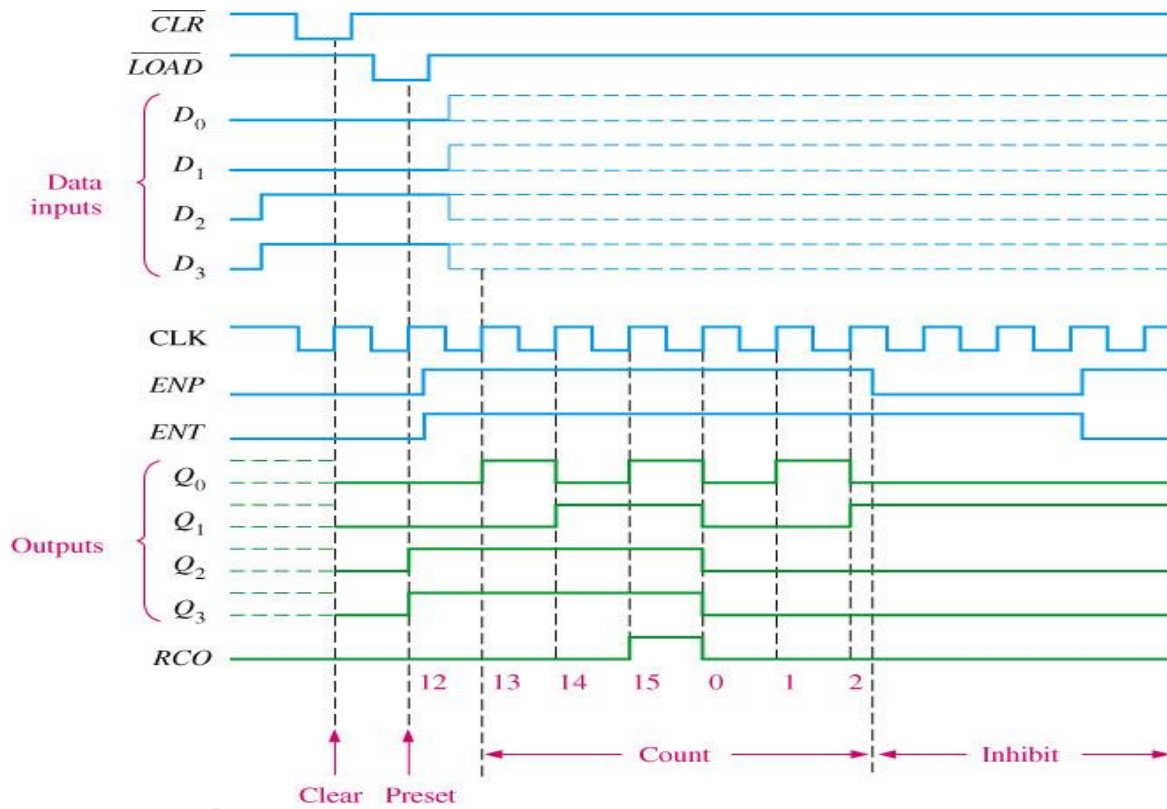 CLR
LOAD
D0
D1
Data
inputs
D2
D3
CLK
ENP
ENT
Q0
Q1
Outputs
Q2
Q3
RCO
12 13 14 15 0 1 2
Count Inhibit
Clear Preset